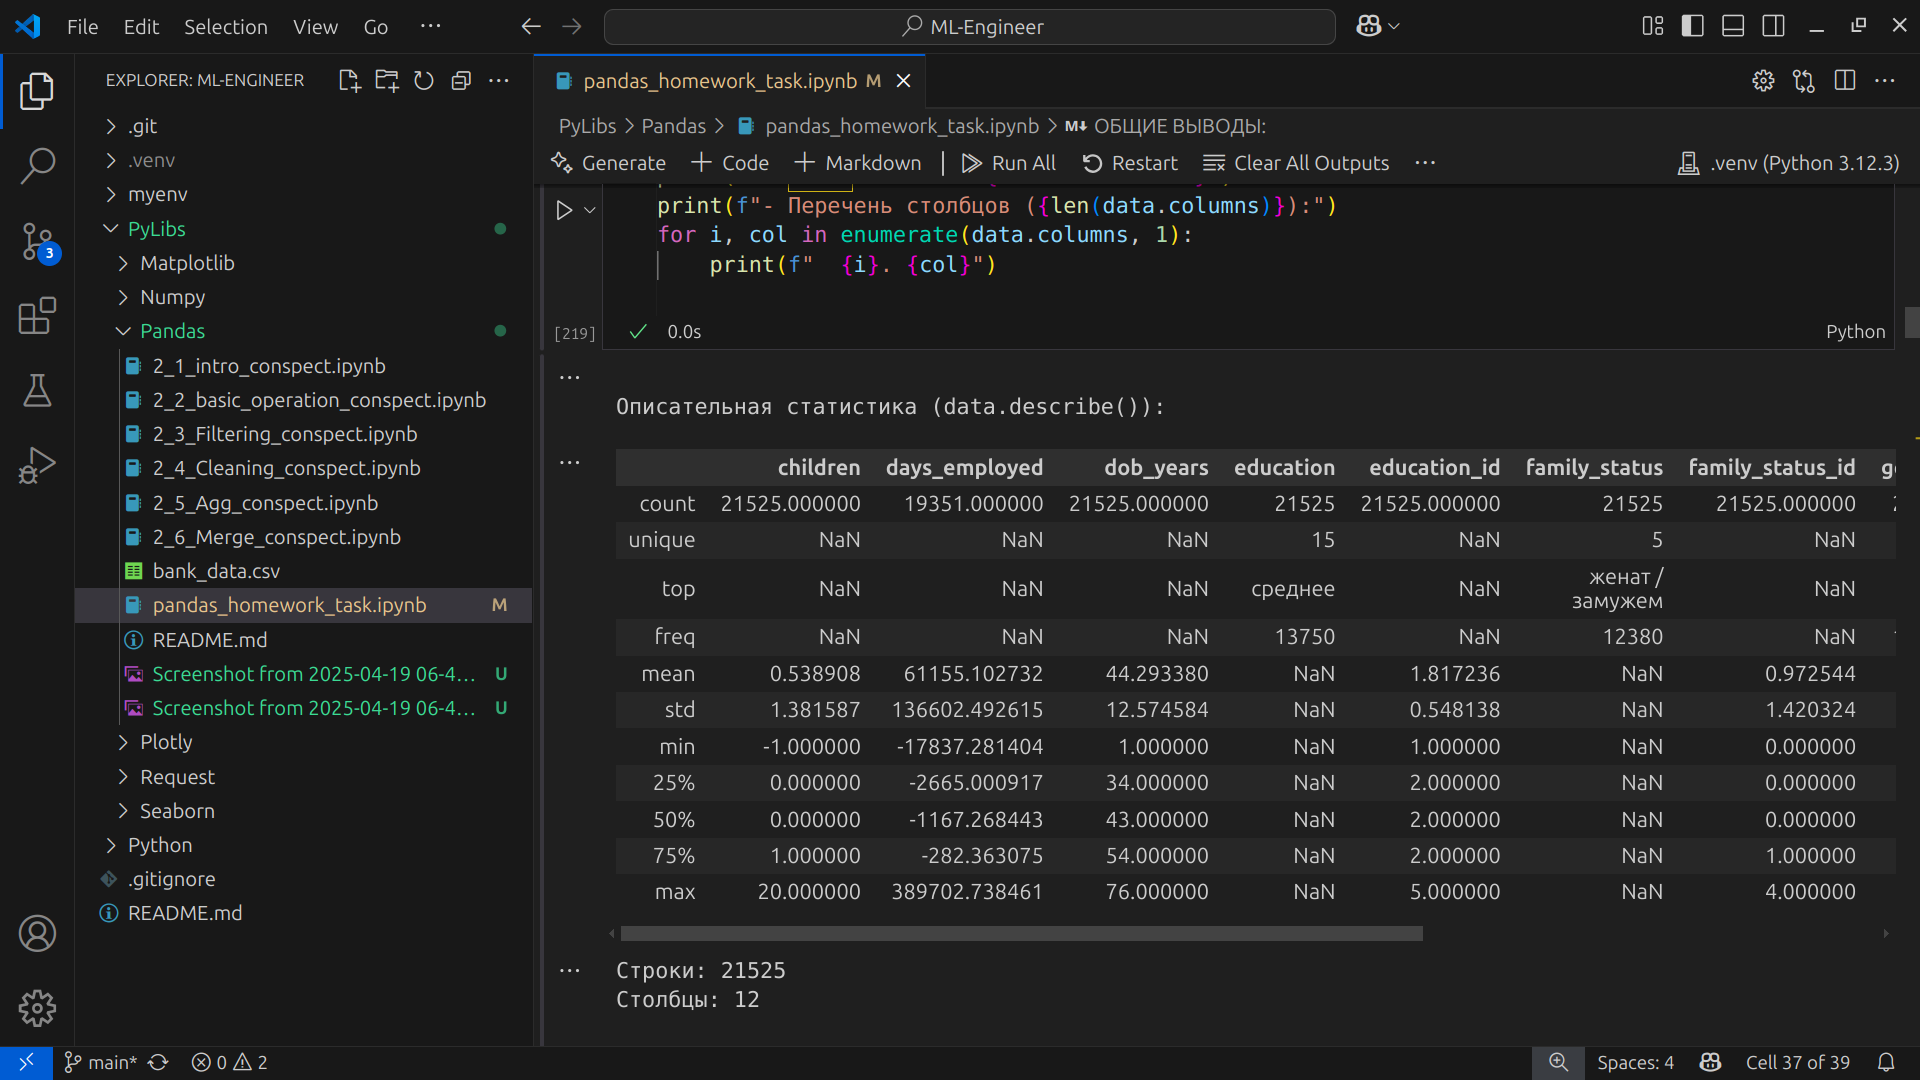 File Edit Selection View Go ···
ML-Engineer
EXPLORER: ML-ENGINEER
.git
.venv
myenv
PyLibs
Matplotlib
Numpy
Pandas
2_1_intro_conspect.ipynb
2_2_basic_operation_conspect.ipynb
2_3_Filtering_conspect.ipynb
2_4_Cleaning_conspect.ipynb
2_5_Agg_conspect.ipynb
2_6_Merge_conspect.ipynb
bank_data.csv
pandas_homework_task.ipynb M
README.md
Screenshot from 2025-04-19 06-4... U
Screenshot from 2025-04-19 06-4... U
Plotly
Request
Seaborn
Python
.gitignore
README.md
3
pandas_homework_task.ipynb M
PyLibs > Pandas > pandas_homework_task.ipynb > M↓ ОБЩИЕ ВЫВОДЫ:
Generate + Code + Markdown | Run All Restart Clear All Outputs ··· .venv (Python 3.12.3)
print(f"- Перечень столбцов ({len(data.columns)}):")
for i, col in enumerate(data.columns, 1):
print(f"  {i}. {col}")
[219] 0.0s Python
Описательная статистика (data.describe()):
children days_employed dob_years education education_id family_status family_status_id
count 21525.000000 19351.000000 21525.000000 21525 21525.000000 21525 21525.000000
unique NaN NaN NaN 15 NaN 5 NaN
top NaN NaN NaN среднее NaN женат / замужем NaN
freq NaN NaN NaN 13750 NaN 12380 NaN
mean 0.538908 61155.102732 44.293380 NaN 1.817236 NaN 0.972544
std 1.381587 136602.492615 12.574584 NaN 0.548138 NaN 1.420324
min -1.000000 -17837.281404 1.000000 NaN 1.000000 NaN 0.000000
25% 0.000000 -2665.000917 34.000000 NaN 2.000000 NaN 0.000000
50% 0.000000 -1167.268443 43.000000 NaN 2.000000 NaN 0.000000
75% 1.000000 -282.363075 54.000000 NaN 2.000000 NaN 1.000000
max 20.000000 389702.738461 76.000000 NaN 5.000000 NaN 4.000000
Строки: 21525
Столбцы: 12
main* 0 2 Spaces: 4 Cell 37 of 39